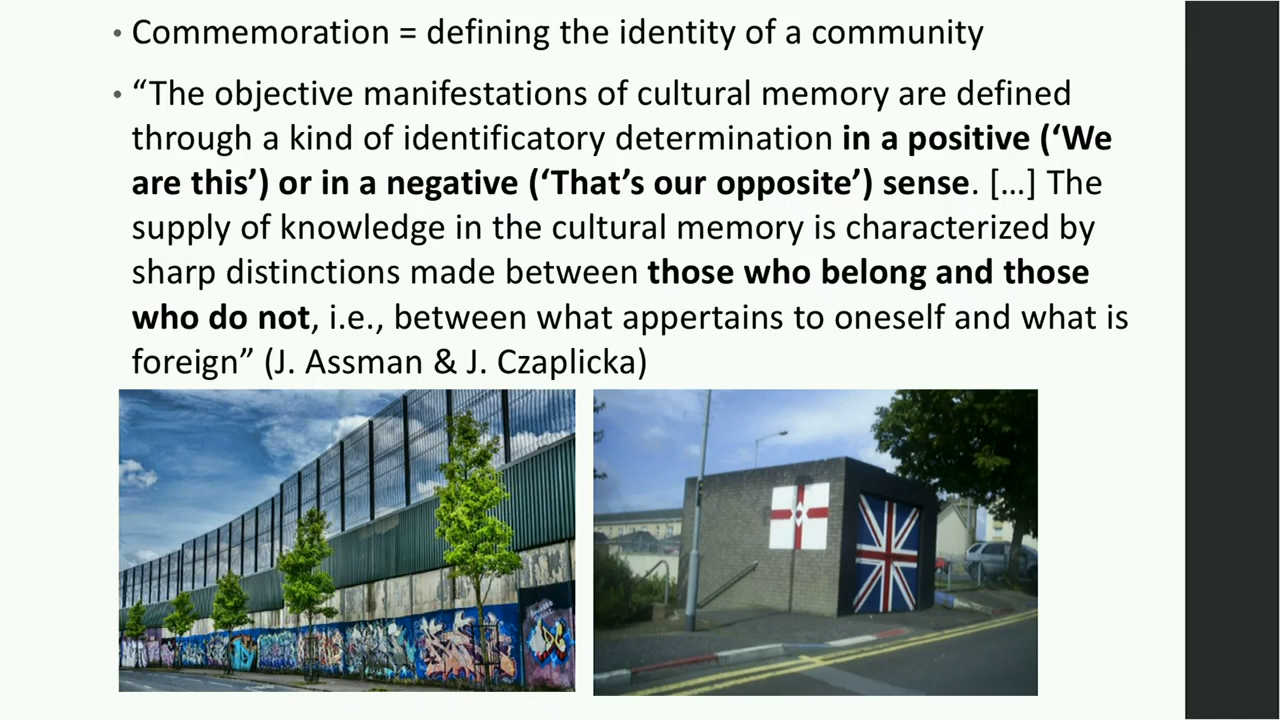 • Commemoration = defining the identity of a community
• “The objective manifestations of cultural memory are defined
through a kind of identificatory determination in a positive (‘We
are this’) or in a negative (‘That’s our opposite’) sense. […] The
supply of knowledge in the cultural memory is characterized by
sharp distinctions made between those who belong and those
who do not, i.e., between what appertains to oneself and what is
foreign” (J. Assman & J. Czaplicka)